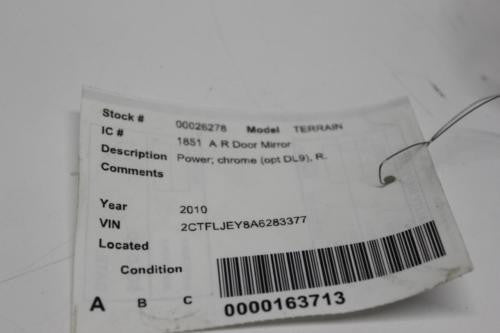 Stock # 00026278 Model TERRAIN
IC # 1851 A R Door Mirror
Description Power; chrome (opt DL9), R.
Comments
Year 2010
VIN 2CTFLJEY8A6283377
Located
Condition
A B C 0000163713